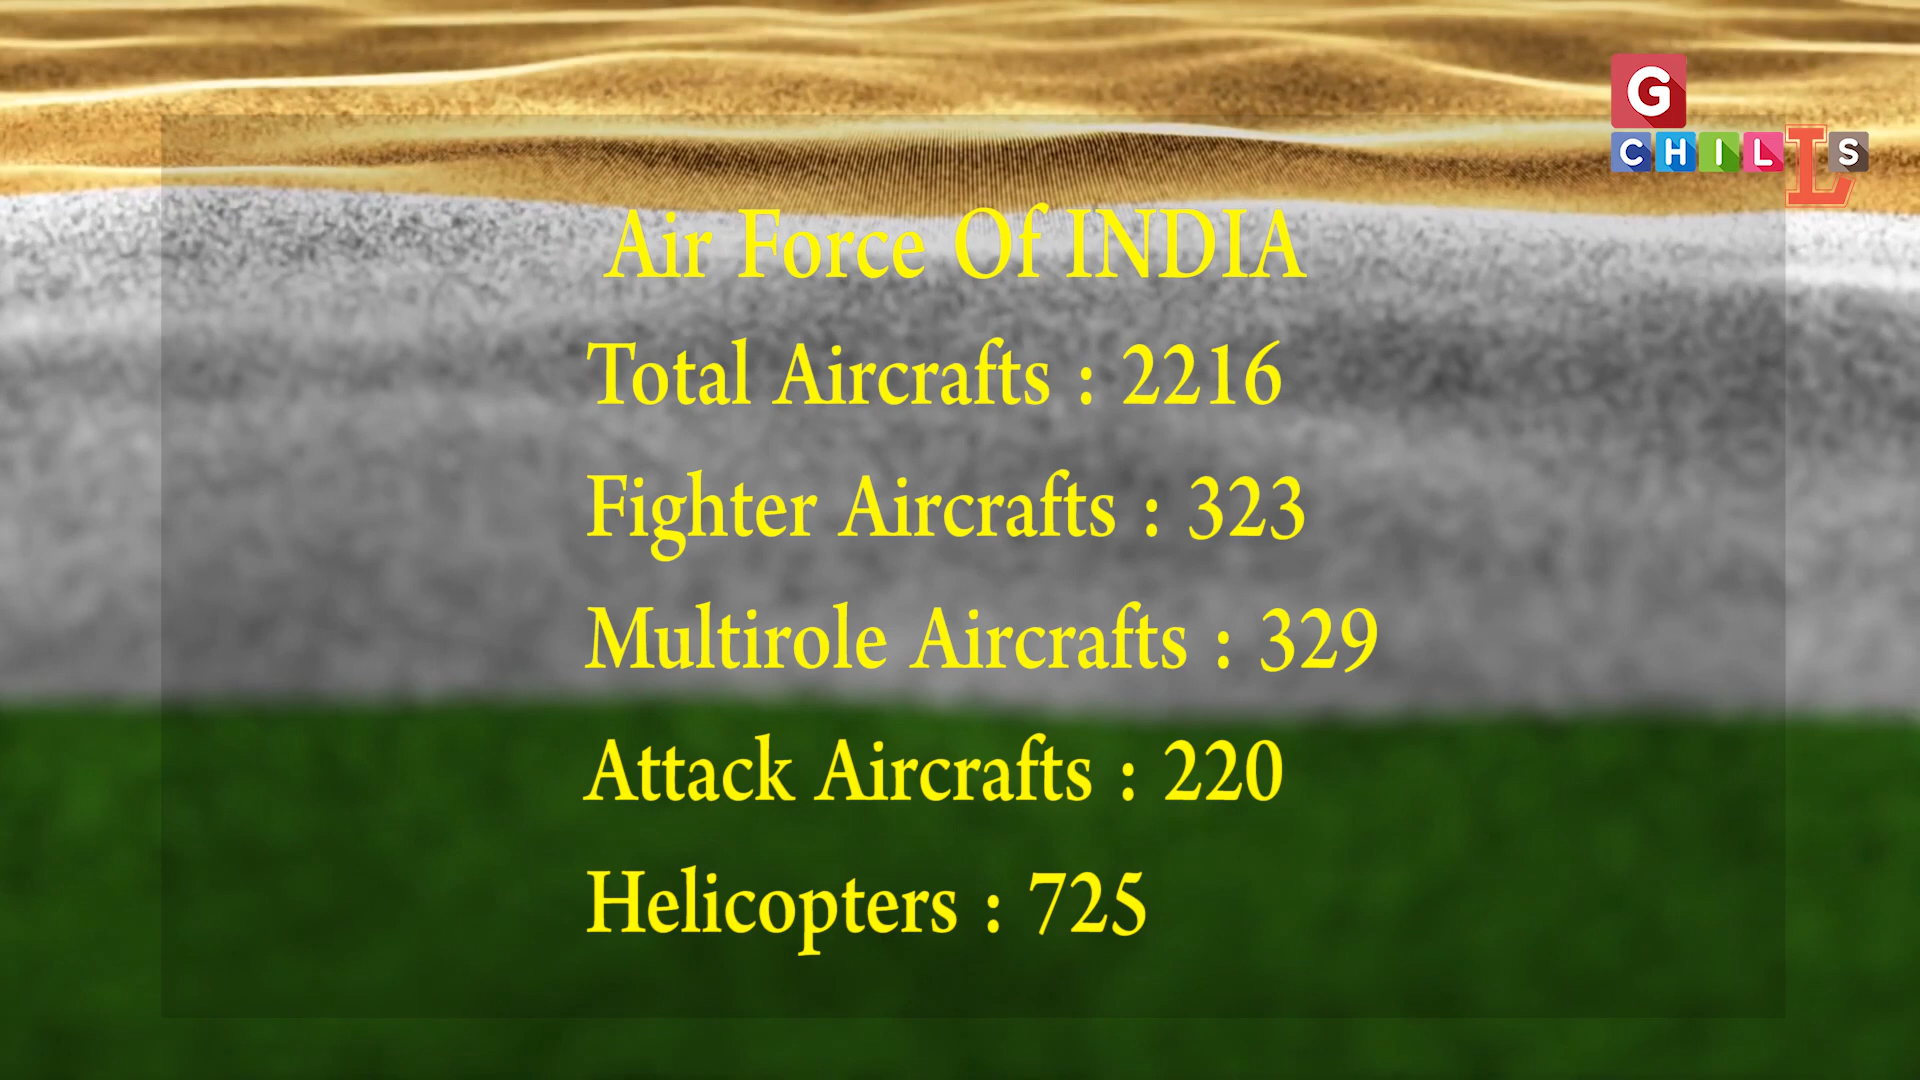 G
CHILLS
Air Force Of INDIA
Total Aircrafts : 2216
Fighter Aircrafts : 323
Multirole Aircrafts : 329
Attack Aircrafts : 220
Helicopters : 725